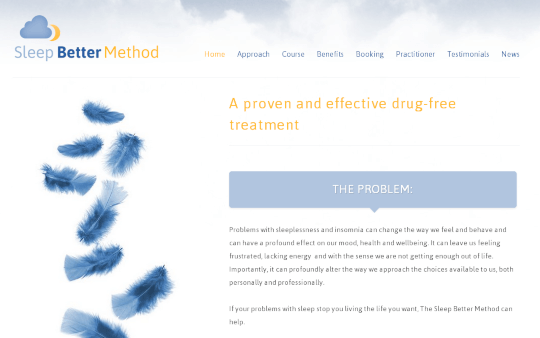 Sleep Better Method
Home Approach Course Benefits Booking Practitioner Testimonials News
A proven and effective drug-free
treatment
THE PROBLEM:
Problems with sleeplessness and insomnia can change the way we feel and behave and
can have a profound effect on our mood, health and wellbeing. It can leave us feeling
frustrated, lacking energy and with the sense we are not getting enough out of life.
Importantly, it can profoundly alter the way we approach the choices available to us, both
personally and professionally.
If your problems with sleep stop you living the life you want, The Sleep Better Method can
help.